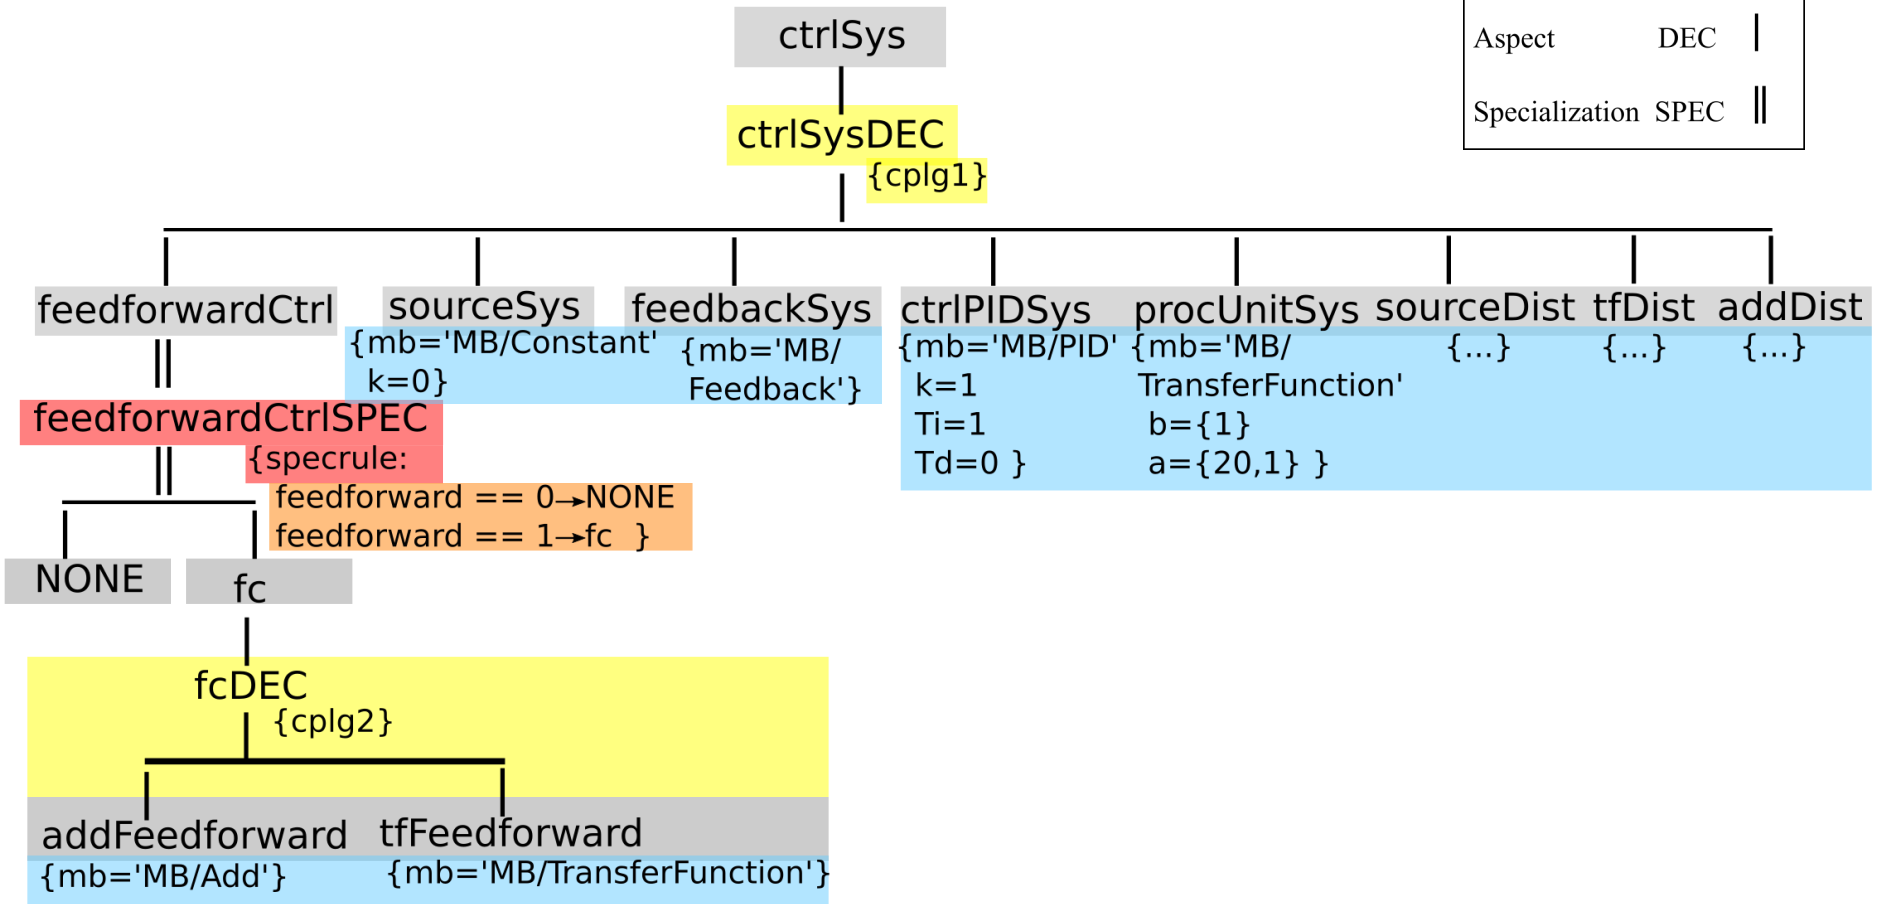 ctrlSys
Aspect DEC
Specialization SPEC
ctrlSysDEC
{cplg1}
feedforwardCtrl sourceSys feedbackSys ctrlPIDSys procUnitSys sourceDist tfDist addDist
{mb='MB/Constant'
k=0}
{mb='MB/
Feedback'}
{mb='MB/PID'
k=1
Ti=1
Td=0 }
{mb='MB/
TransferFunction'
b={1}
a={20,1} }
{...} {...} {...}
feedforwardCtrlSPEC
{specrule:
feedforward == 0→NONE
feedforward == 1→fc }
NONE fc
fcDEC
{cplg2}
addFeedforward tfFeedforward
{mb='MB/Add'} {mb='MB/TransferFunction'}